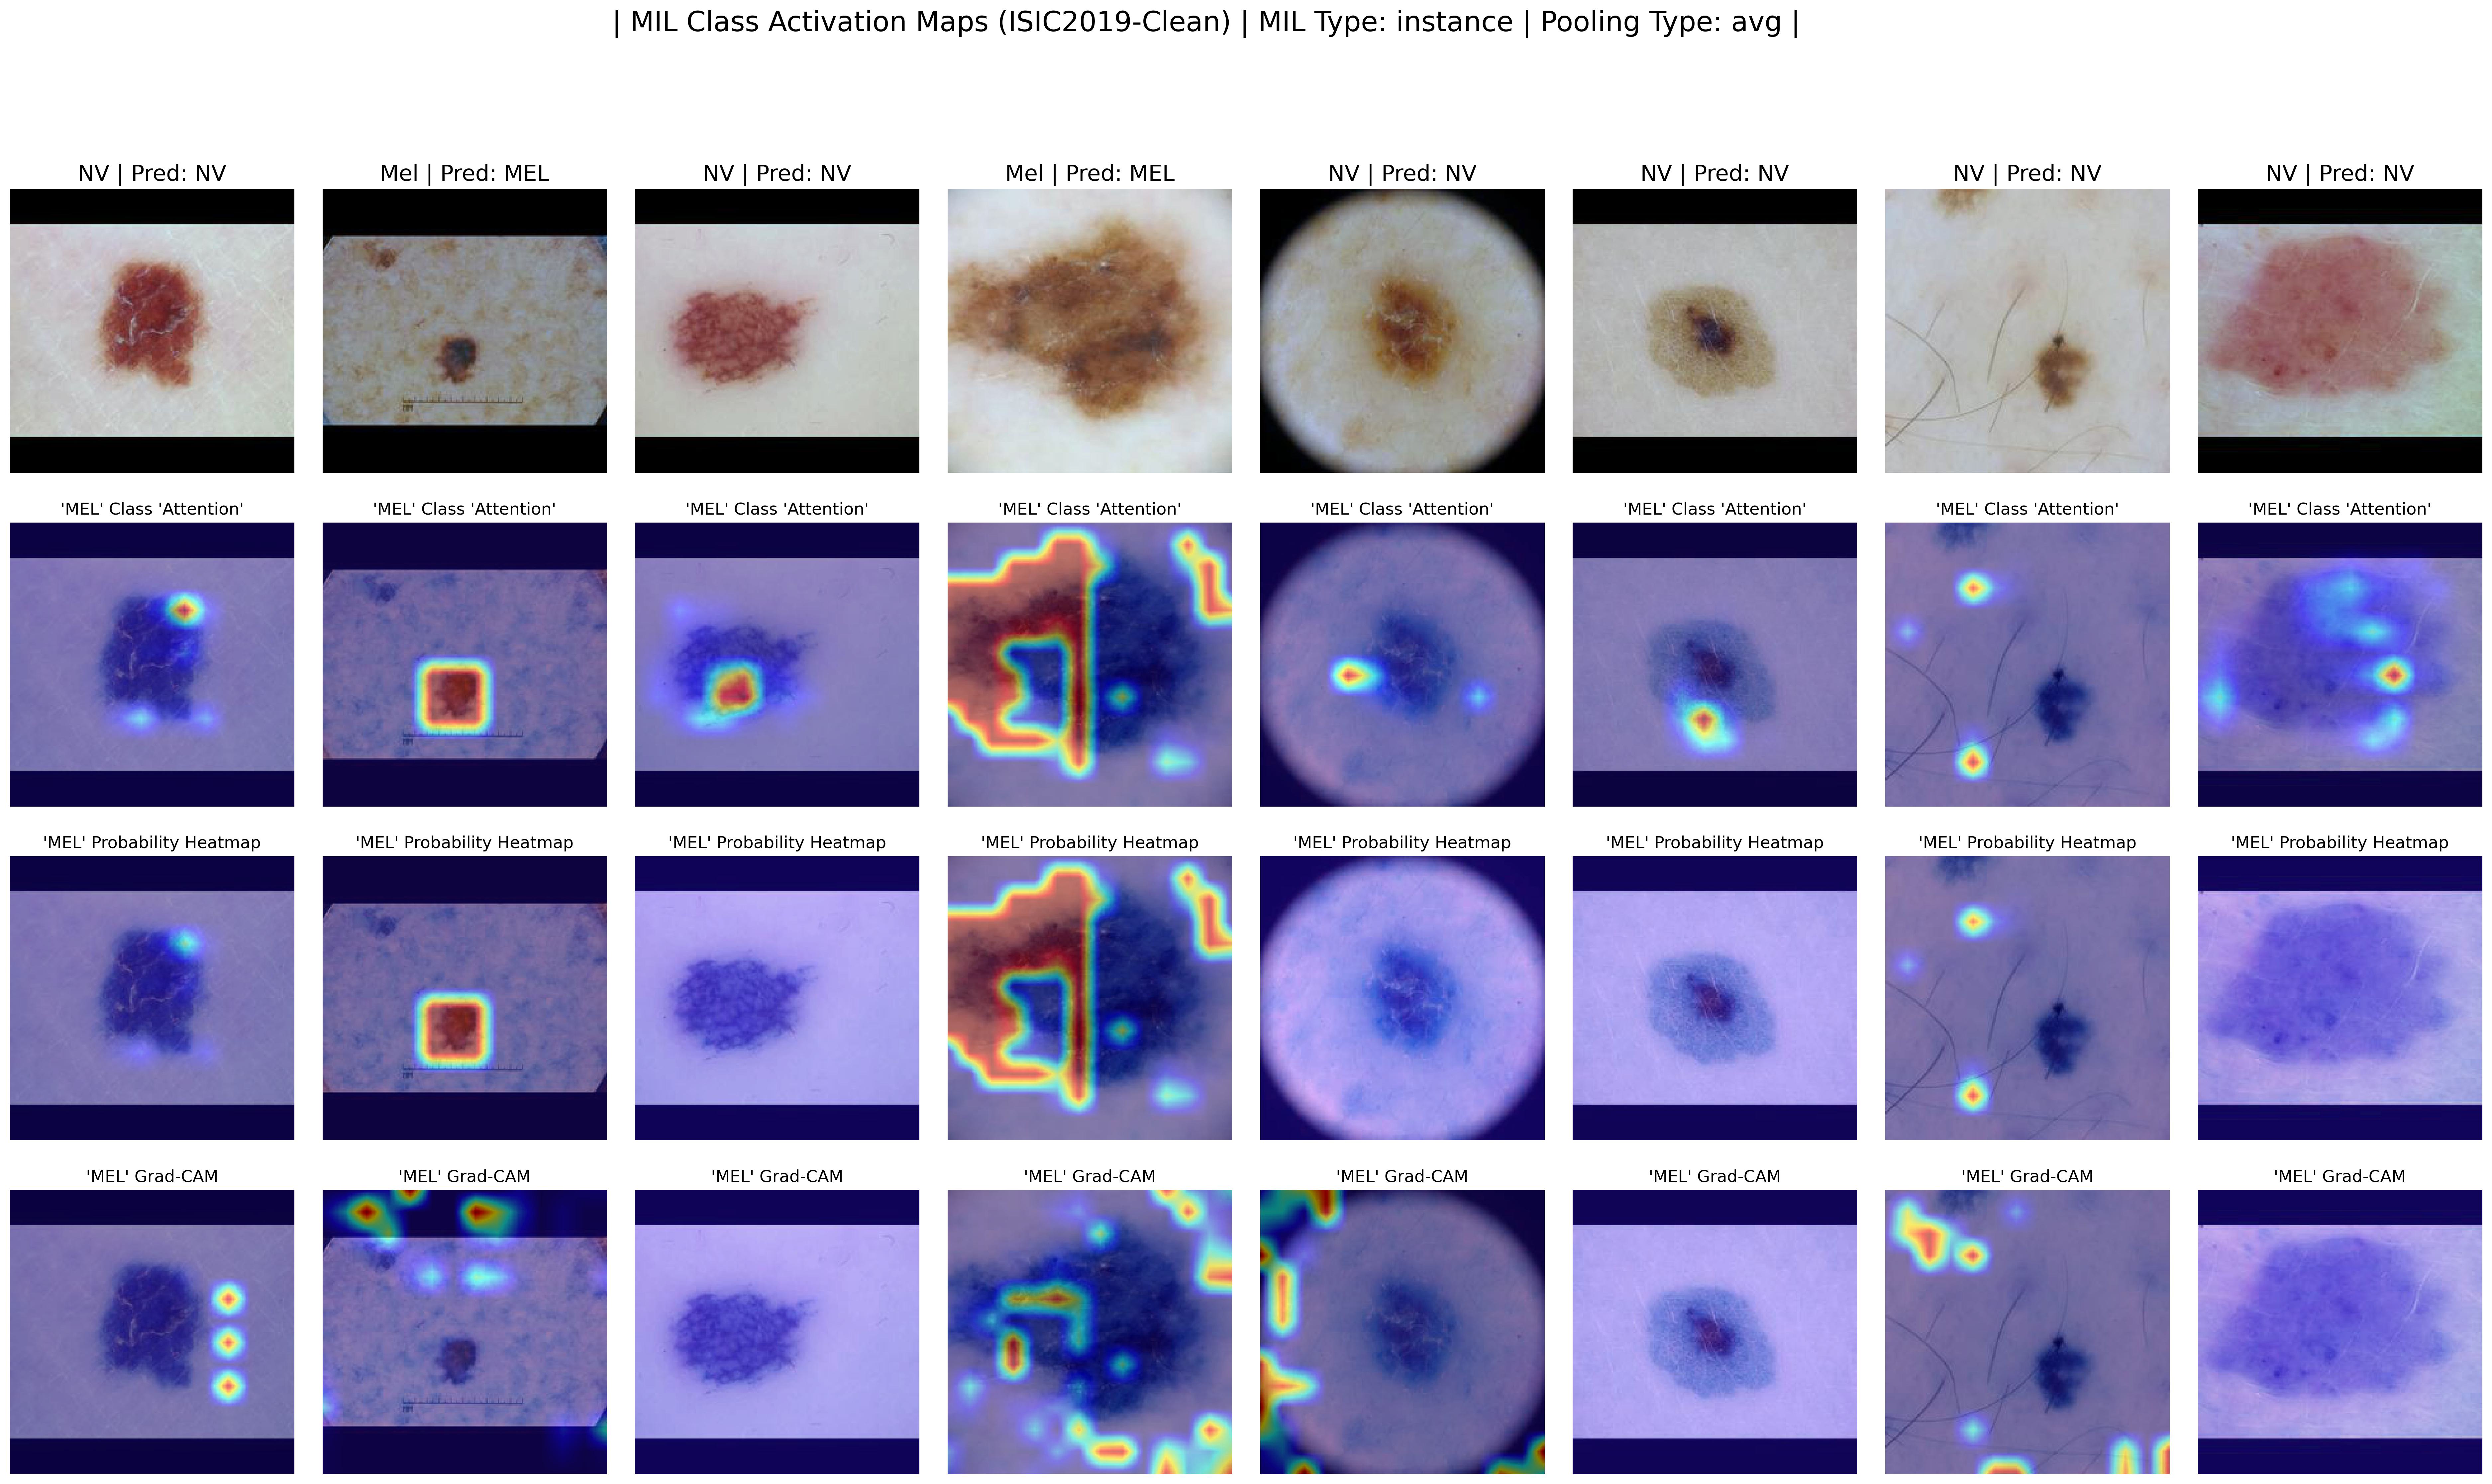 | MIL Class Activation Maps (ISIC2019-Clean) | MIL Type: instance | Pooling Type: avg |
NV | Pred: NV
Mel | Pred: MEL
NV | Pred: NV
Mel | Pred: MEL
NV | Pred: NV
NV | Pred: NV
NV | Pred: NV
NV | Pred: NV
MM
'MEL' Class 'Attention'
'MEL' Class 'Attention'
'MEL' Class 'Attention'
'MEL' Class 'Attention'
'MEL' Class 'Attention'
'MEL' Class 'Attention'
'MEL' Class 'Attention'
'MEL' Class 'Attention'
MM
'MEL' Probability Heatmap
'MEL' Probability Heatmap
'MEL' Probability Heatmap
'MEL' Probability Heatmap
'MEL' Probability Heatmap
'MEL' Probability Heatmap
'MEL' Probability Heatmap
'MEL' Probability Heatmap
MM
'MEL' Grad-CAM
'MEL' Grad-CAM
'MEL' Grad-CAM
'MEL' Grad-CAM
'MEL' Grad-CAM
'MEL' Grad-CAM
'MEL' Grad-CAM
'MEL' Grad-CAM
MM